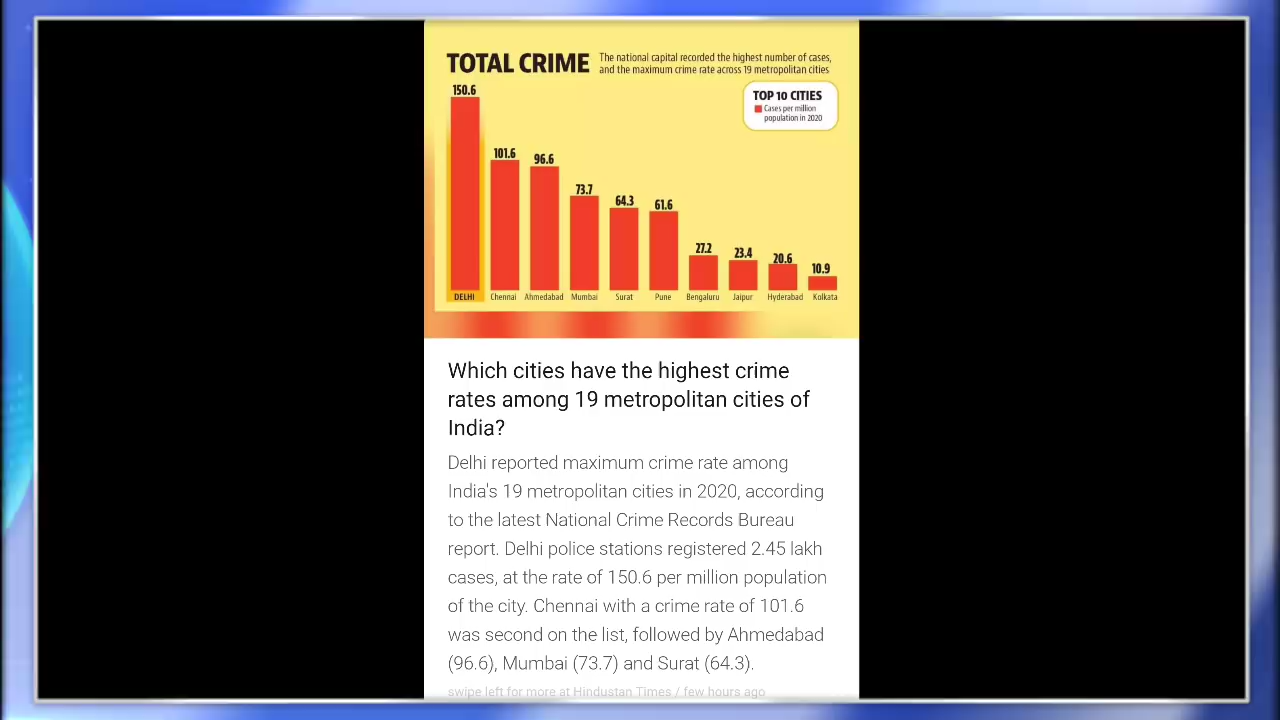 TOTAL CRIME
The national capital recorded the highest number of cases,
and the maximum crime rate across 19 metropolitan cities
TOP 10 CITIES
Cases per million
population in 2020
150.6
101.6
96.6
73.7
64.3
61.6
27.2
23.4
20.6
10.9
DELHI Chennai Ahmedabad Mumbai Surat Pune Bengaluru Jaipur Hyderabad Kolkata
Which cities have the highest crime
rates among 19 metropolitan cities of
India?
Delhi reported maximum crime rate among
India's 19 metropolitan cities in 2020, according
to the latest National Crime Records Bureau
report. Delhi police stations registered 2.45 lakh
cases, at the rate of 150.6 per million population
of the city. Chennai with a crime rate of 101.6
was second on the list, followed by Ahmedabad
(96.6), Mumbai (73.7) and Surat (64.3).
swipe left for more at Hindustan Times / few hours ago